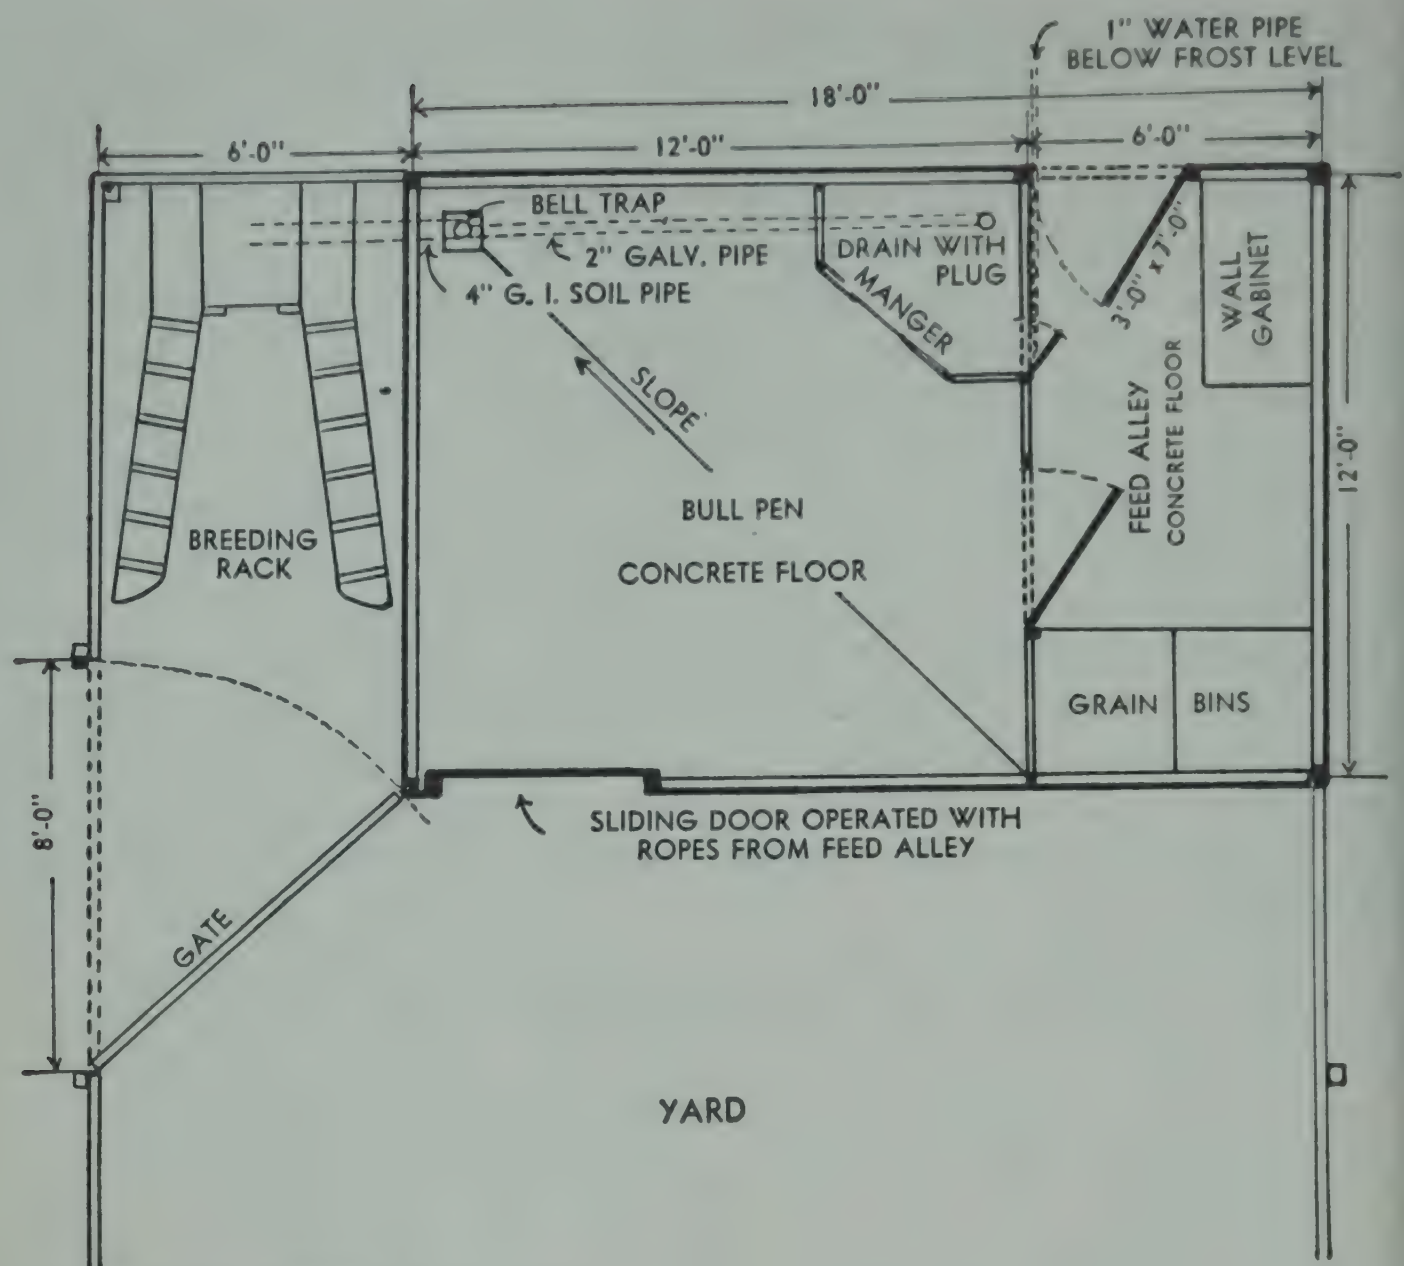 1" WATER PIPE
BELOW FROST LEVEL
18'-0"
6'-0"
12'-0"
6'-0"
BELL TRAP
2" GALV. PIPE
4" G. I. SOIL PIPE
DRAIN WITH
PLUG
MANGER
3'-0" x 7'-0"
WALL
GABINET
SLOPE
FEED ALLEY
CONCRETE FLOOR
12'-0"
BREEDING
RACK
BULL PEN
CONCRETE FLOOR
GRAIN BINS
8'-0"
SLIDING DOOR OPERATED WITH
ROPES FROM FEED ALLEY
GATE
YARD